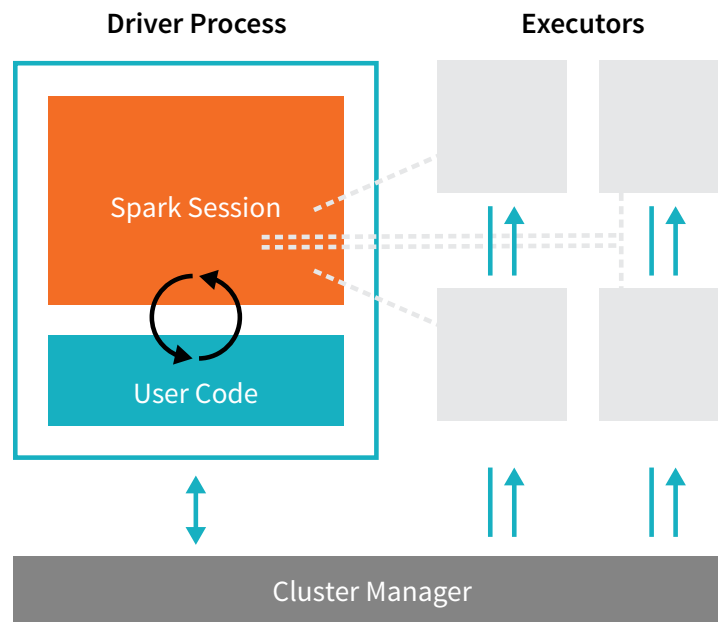 Driver Process
Executors
Spark Session
User Code
Cluster Manager